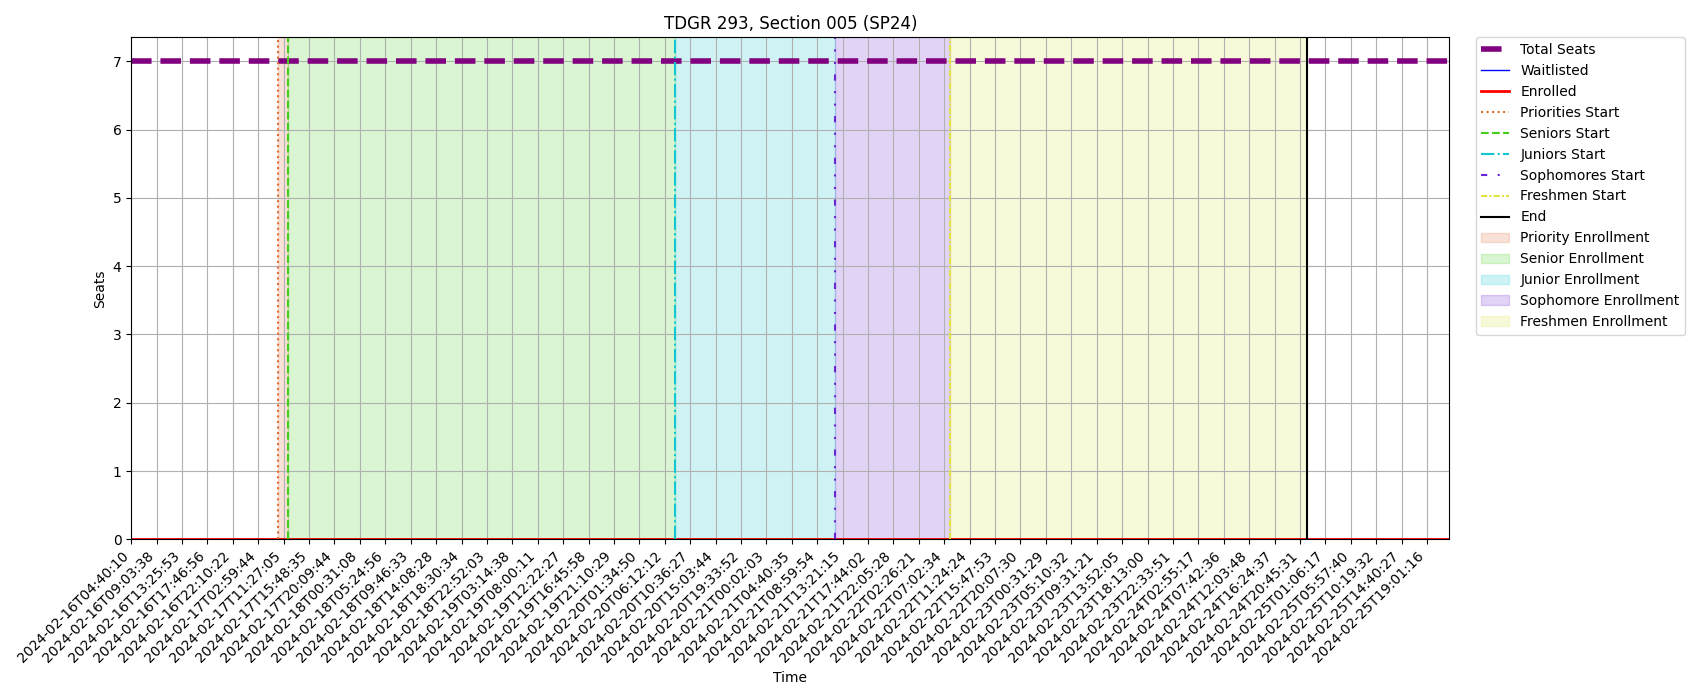 TDGR 293, Section 005 (SP24)
7
6
5
4
3
2
1
0
Seats
2024-02-16T04:40:10
2024-02-16T09:03:38
2024-02-16T13:25:53
2024-02-16T17:46:56
2024-02-16T22:10:22
2024-02-17T02:59:44
2024-02-17T11:27:05
2024-02-17T15:48:35
2024-02-17T20:09:44
2024-02-18T00:31:08
2024-02-18T05:24:56
2024-02-18T09:46:33
2024-02-18T14:08:28
2024-02-18T18:30:34
2024-02-18T22:52:03
2024-02-19T03:14:38
2024-02-19T08:00:11
2024-02-19T12:22:27
2024-02-19T16:45:58
2024-02-19T21:10:29
2024-02-20T01:34:50
2024-02-20T06:12:12
2024-02-20T10:36:27
2024-02-20T15:03:44
2024-02-20T19:33:52
2024-02-21T00:02:03
2024-02-21T04:40:35
2024-02-21T08:59:54
2024-02-21T13:21:15
2024-02-21T17:44:02
2024-02-21T22:05:28
2024-02-22T02:26:21
2024-02-22T07:02:34
2024-02-22T11:24:24
2024-02-22T15:47:53
2024-02-22T20:07:30
2024-02-23T00:31:29
2024-02-23T05:10:32
2024-02-23T09:31:21
2024-02-23T13:52:05
2024-02-23T18:13:00
2024-02-23T22:33:51
2024-02-24T02:55:17
2024-02-24T07:42:36
2024-02-24T12:03:48
2024-02-24T16:24:37
2024-02-24T20:45:31
2024-02-25T01:06:17
2024-02-25T05:57:40
2024-02-25T10:19:32
2024-02-25T14:40:27
2024-02-25T19:01:16
Time
Total Seats
Waitlisted
Enrolled
Priorities Start
Seniors Start
Juniors Start
Sophomores Start
Freshmen Start
End
Priority Enrollment
Senior Enrollment
Junior Enrollment
Sophomore Enrollment
Freshmen Enrollment